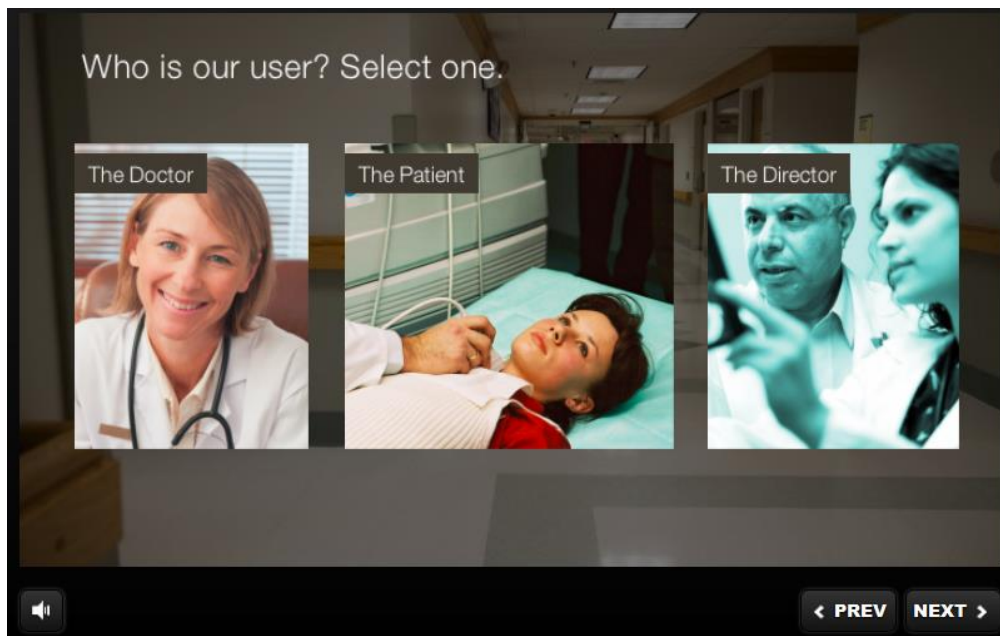 Who is our user? Select one.
The Doctor
The Patient
The Director
< PREV
NEXT >